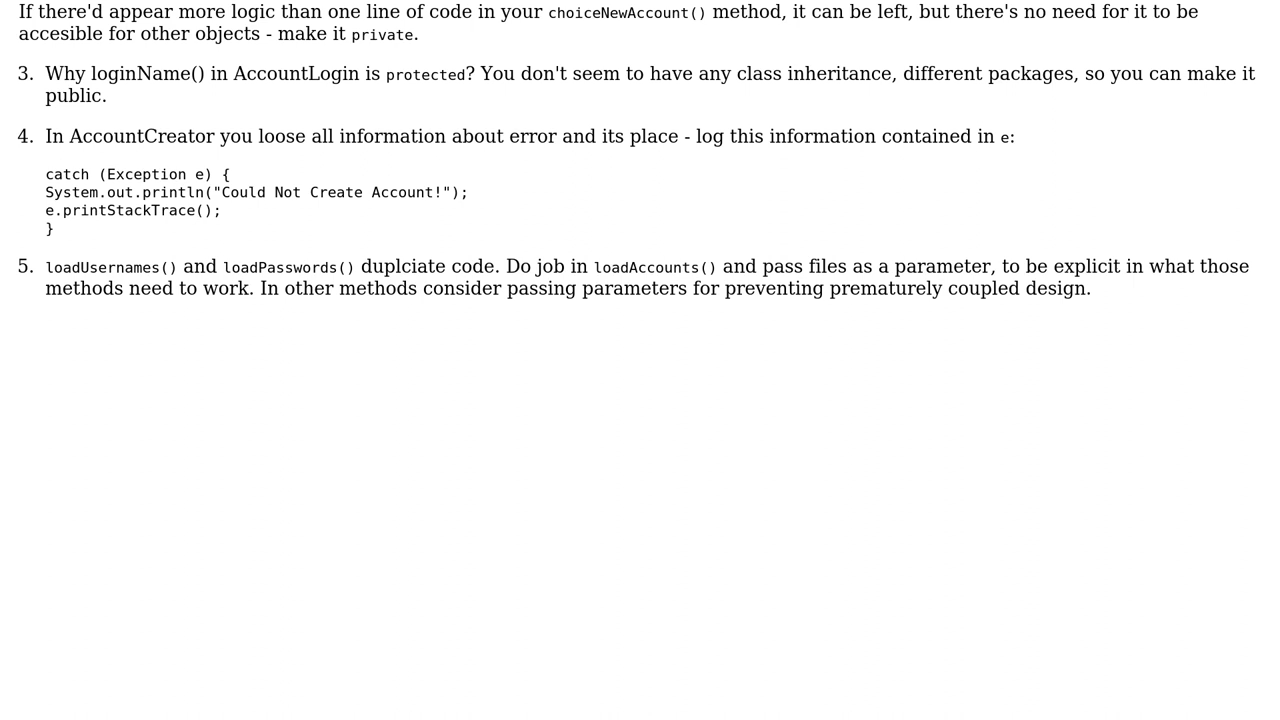 If there'd appear more logic than one line of code in your choiceNewAccount() method, it can be left, but there's no need for it to be
accesible for other objects - make it private.
3. Why loginName() in AccountLogin is protected? You don't seem to have any class inheritance, different packages, so you can make it
public.
4. In AccountCreator you loose all information about error and its place - log this information contained in e:
catch (Exception e) {
System.out.println("Could Not Create Account!");
e.printStackTrace();
}
5. loadUsernames() and loadPasswords() duplciate code. Do job in loadAccounts() and pass files as a parameter, to be explicit in what those
methods need to work. In other methods consider passing parameters for preventing prematurely coupled design.